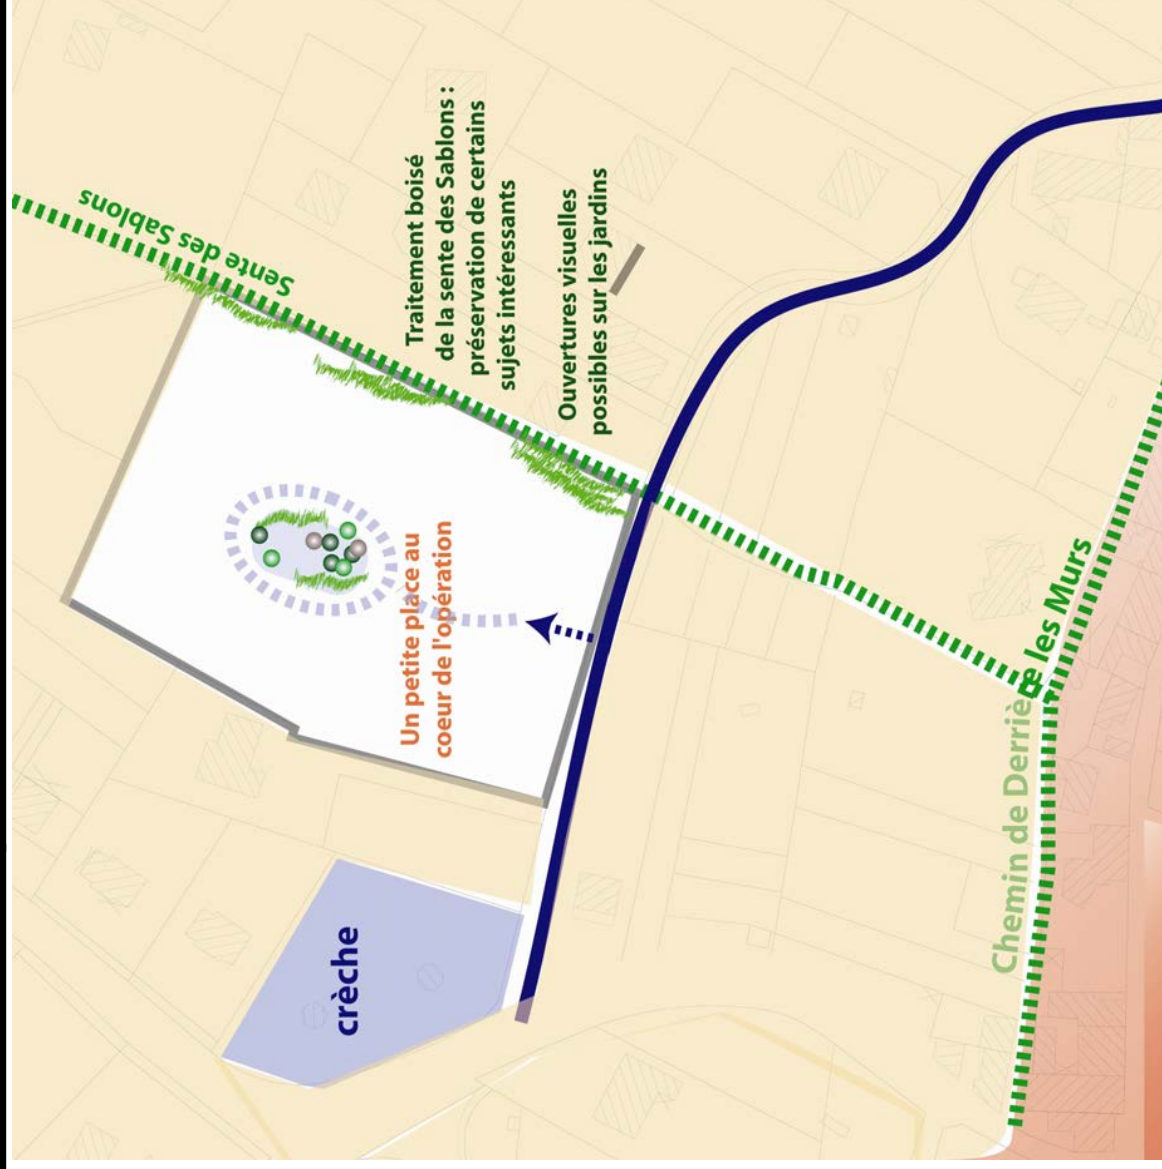 Sente des Sablons
Traitement boisé
de la sente des Sablons :
préservation de certains
sujets intéressants
Ouvertures visuelles
possibles sur les jardins
Un petite place au
coeur de l'opération
crèche
Chemin de Derrière les Murs